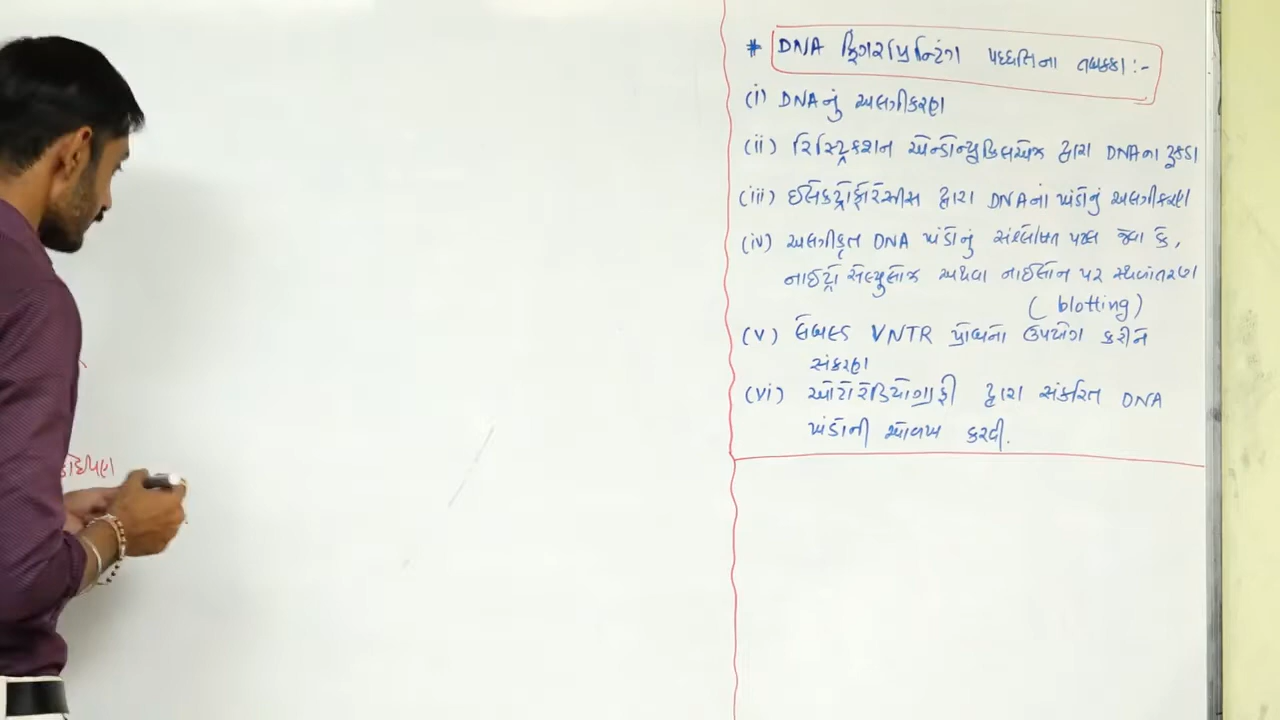 * DNA ફિંગરપ્રિન્ટિંગ પધ્ધતિના તબક્કા :-
(i) DNAનું અલગીકરણ
(ii) રિસ્ટ્રિક્શન એન્ડોન્યુક્લિએઝ દ્વારા DNAના ટૂકડા
(iii) ઈલેક્ટ્રોફોરેસીસ દ્વારા DNAનાં ખંડોનું અલગીકરણ
(iv) અલગીકૃત DNA ખંડોનું સંશ્લેષિત પટલ જેવા કે,
નાઈટ્રોસેલ્યુલોઝ અથવા નાઈલોન પર સ્થળાંતરણ
(blotting)
(v) લેબલ્ડ VNTR પ્રોબનો ઉપયોગ કરીને
સંકરણ
(vi) ઓટોરેડિયોગ્રાફી દ્વારા સંકરિત DNA
ખંડોની ઓળખ કરવી.